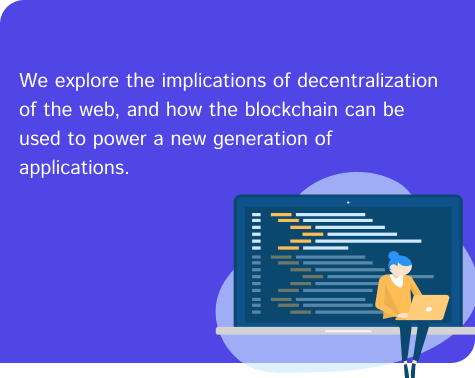 We explore the implications of decentralization
of the web, and how the blockchain can be
used to power a new generation of
applications.